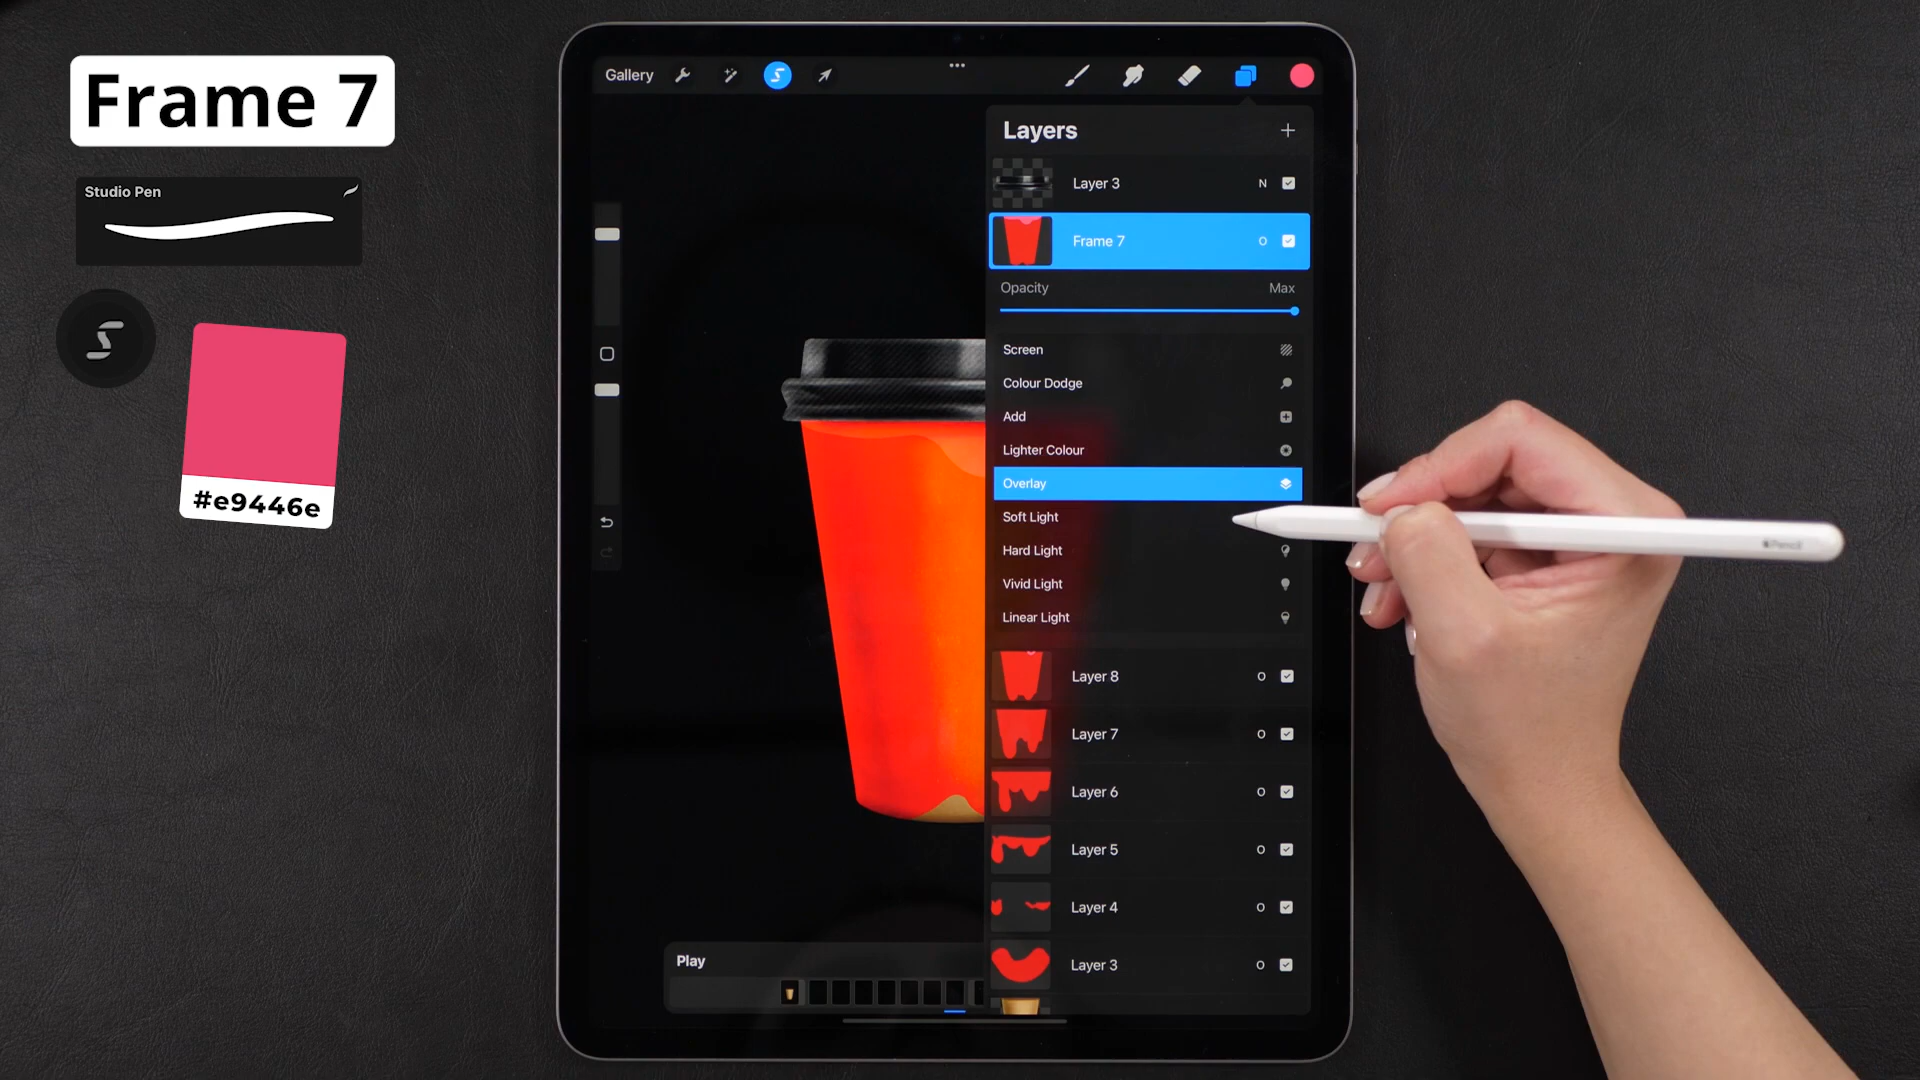 Frame 7
Studio Pen
#e9446e
Gallery
Layers
Layer 3 N
Frame 7 O
Opacity Max
Screen
Colour Dodge
Add
Lighter Colour
Overlay
Soft Light
Hard Light
Vivid Light
Linear Light
Layer 8 O
Layer 7 O
Layer 6 O
Layer 5 O
Layer 4 O
Layer 3 O
Play
Pencil